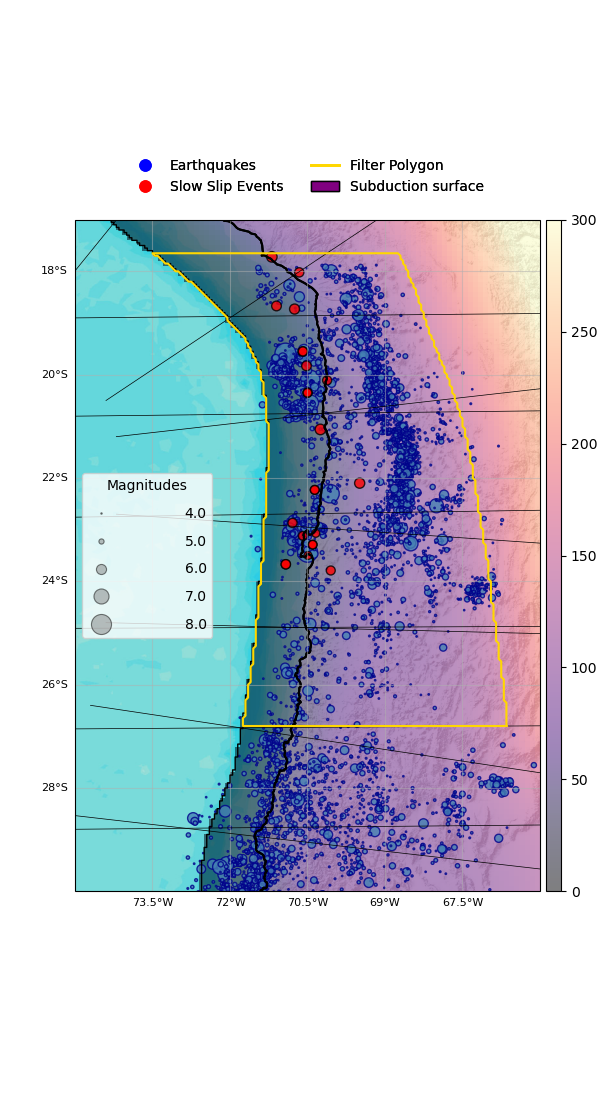 Earthquakes
Slow Slip Events
Filter Polygon
Subduction surface
18°S
20°S
22°S
24°S
26°S
28°S
Magnitudes
4.0
5.0
6.0
7.0
8.0
73.5°W
72°W
70.5°W
69°W
67.5°W
300
250
200
150
100
50
0